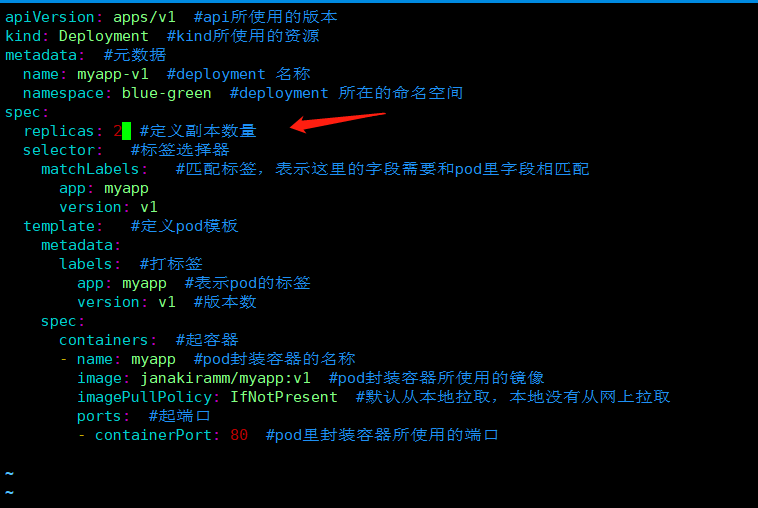 apiVersion: apps/v1  #api所使用的版本
kind: Deployment  #kind所使用的资源
metadata:  #元数据
  name: myapp-v1  #deployment 名称
  namespace: blue-green  #deployment 所在的命名空间
spec:
  replicas: 2 #定义副本数量
  selector:   #标签选择器
    matchLabels:   #匹配标签，表示这里的字段需要和pod里字段相匹配
      app: myapp
      version: v1
  template:   #定义pod模板
    metadata:
      labels:  #打标签
        app: myapp  #表示pod的标签
        version: v1  #版本数
    spec:
      containers:  #起容器
      - name: myapp  #pod封装容器的名称
        image: janakiramm/myapp:v1  #pod封装容器所使用的镜像
        imagePullPolicy: IfNotPresent  #默认从本地拉取，本地没有从网上拉取
        ports:  #起端口
        - containerPort: 80  #pod里封装容器所使用的端口
~
~